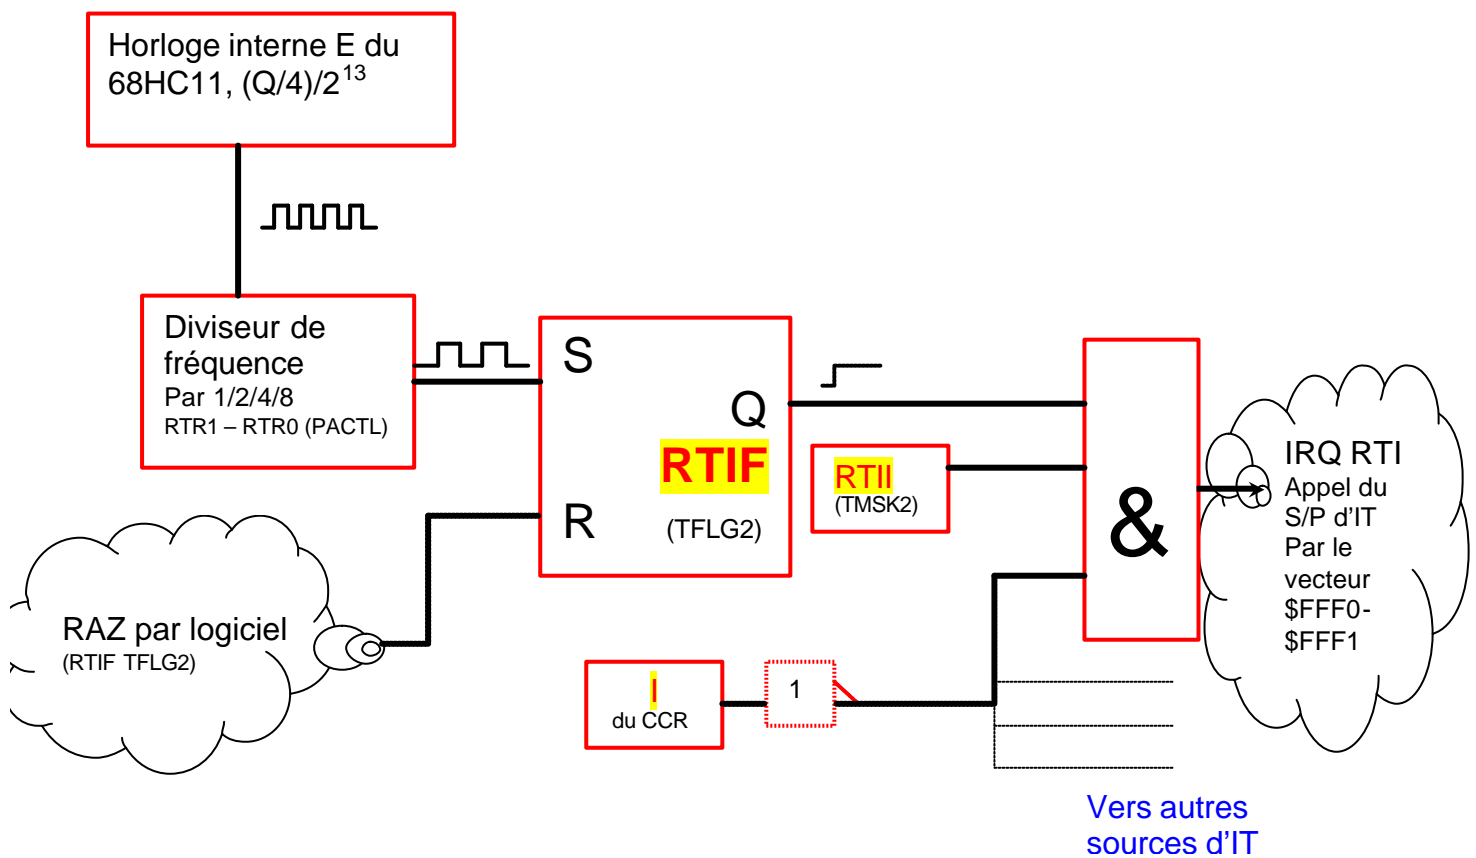 Horloge interne E du
68HC11, (Q/4)/2¹³
Diviseur de
fréquence
Par 1/2/4/8
RTR1 – RTR0 (PACTL)
S
Q
RTIF
R
(TFLG2)
RTII
(TMSK2)
&
IRQ RTI
Appel du
S/P d’IT
Par le
vecteur
$FFF0-
$FFF1
RAZ par logiciel
(RTIF TFLG2)
I
du CCR
1
Vers autres
sources d’IT